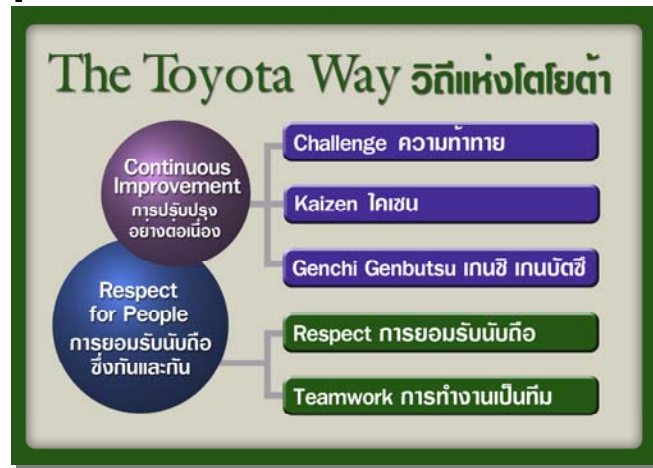 The Toyota Way วิถีแห่งโตโยต้า
Continuous
Improvement
การปรับปรุง
อย่างต่อเนื่อง
Challenge ความท้าทาย
Kaizen ไคเซน
Genchi Genbutsu เกนชิ เกนบัตซึ
Respect
for People
การยอมรับนับถือ
ซึ่งกันและกัน
Respect การยอมรับนับถือ
Teamwork การทำงานเป็นทีม